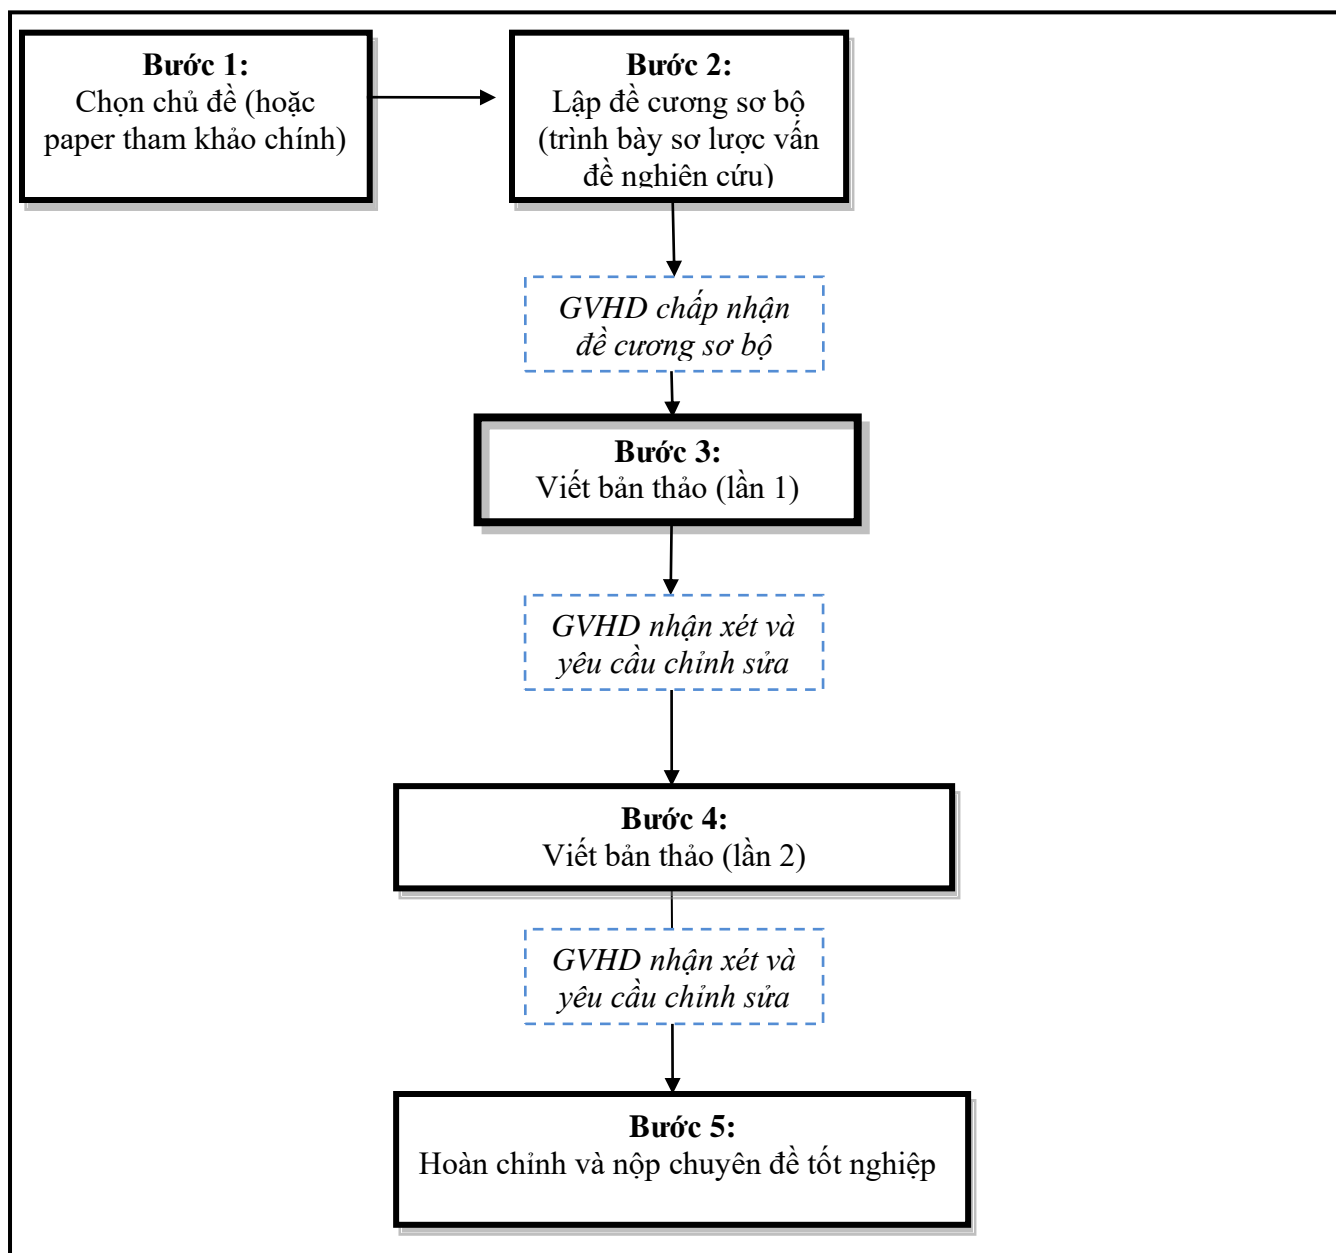 Bước 1:
Chọn chủ đề (hoặc
paper tham khảo chính)
Bước 2:
Lập đề cương sơ bộ
(trình bày sơ lược vấn
đề nghiên cứu)
GVHD chấp nhận
đề cương sơ bộ
Bước 3:
Viết bản thảo (lần 1)
GVHD nhận xét và
yêu cầu chỉnh sửa
Bước 4:
Viết bản thảo (lần 2)
GVHD nhận xét và
yêu cầu chỉnh sửa
Bước 5:
Hoàn chỉnh và nộp chuyên đề tốt nghiệp